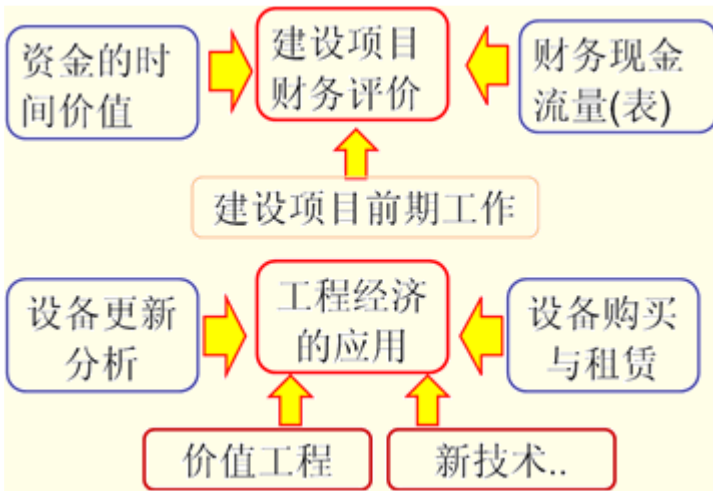 资金的时
间价值
建设项目
财务评价
财务现金
流量(表)
建设项目前期工作
设备更新
分析
工程经济
的应用
设备购买
与租赁
价值工程
新技术..